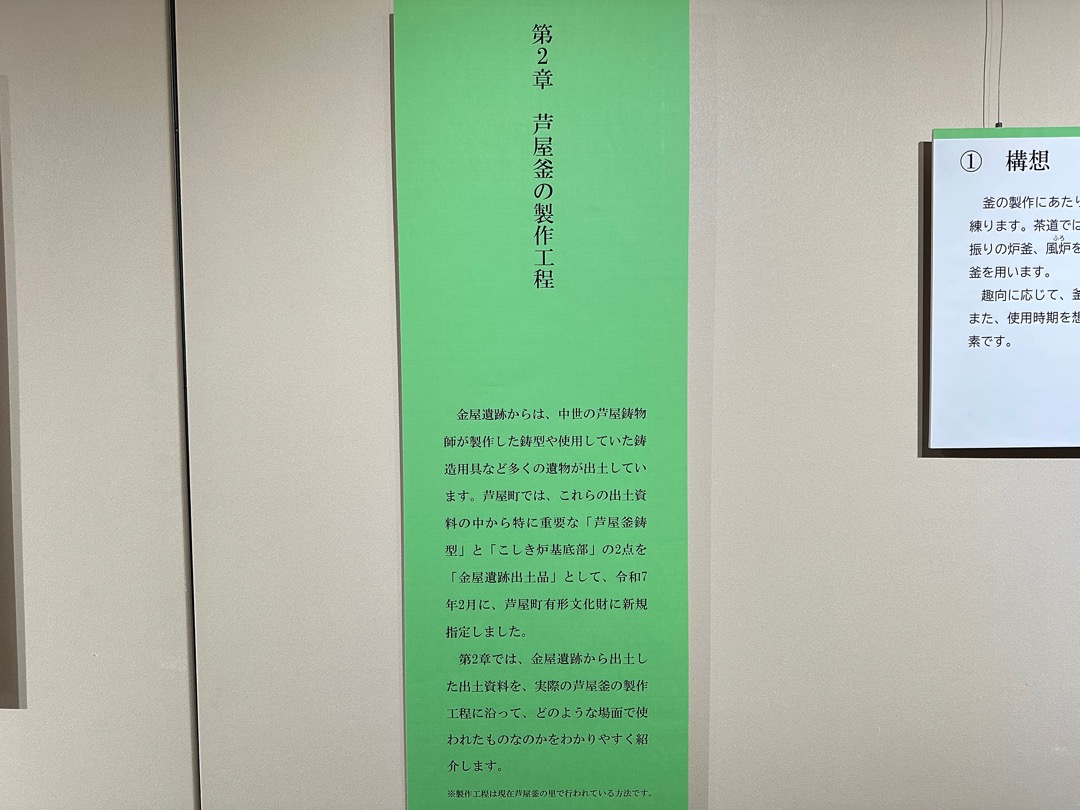 第2章　芦屋釜の製作工程
金屋遺跡からは、中世の芦屋鋳物
師が製作した鋳型や使用していた鋳
造用具など多くの遺物が出土してい
ます。芦屋町では、これらの出土資
料の中から特に重要な「芦屋釜鋳
型」と「こしき炉基底部」の2点を
「金屋遺跡出土品」として、令和7
年2月に、芦屋町有形文化財に新規
指定しました。
第2章では、金屋遺跡から出土し
た出土資料を、実際の芦屋釜の製作
工程に沿って、どのような場面で使
われたものなのかをわかりやすく紹
介します。
※製作工程は現在芦屋釜の里で行われている方法です。
①　構想
釜の製作にあたり
練ります。茶道では
振りの炉釜、風炉を
ふろ
釜を用います。
趣向に応じて、釜
また、使用時期を想
素です。